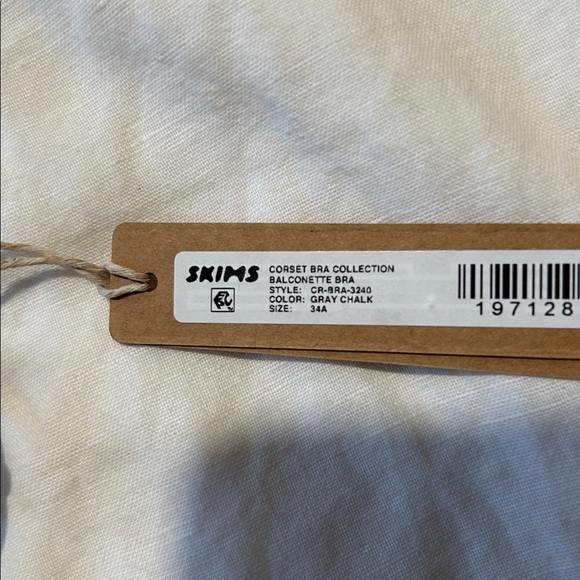 SKIMS
CORSET BRA COLLECTION
BALCONETTE BRA
STYLE: CR-BRA-3240
COLOR: GRAY CHALK
SIZE: 34A
197128